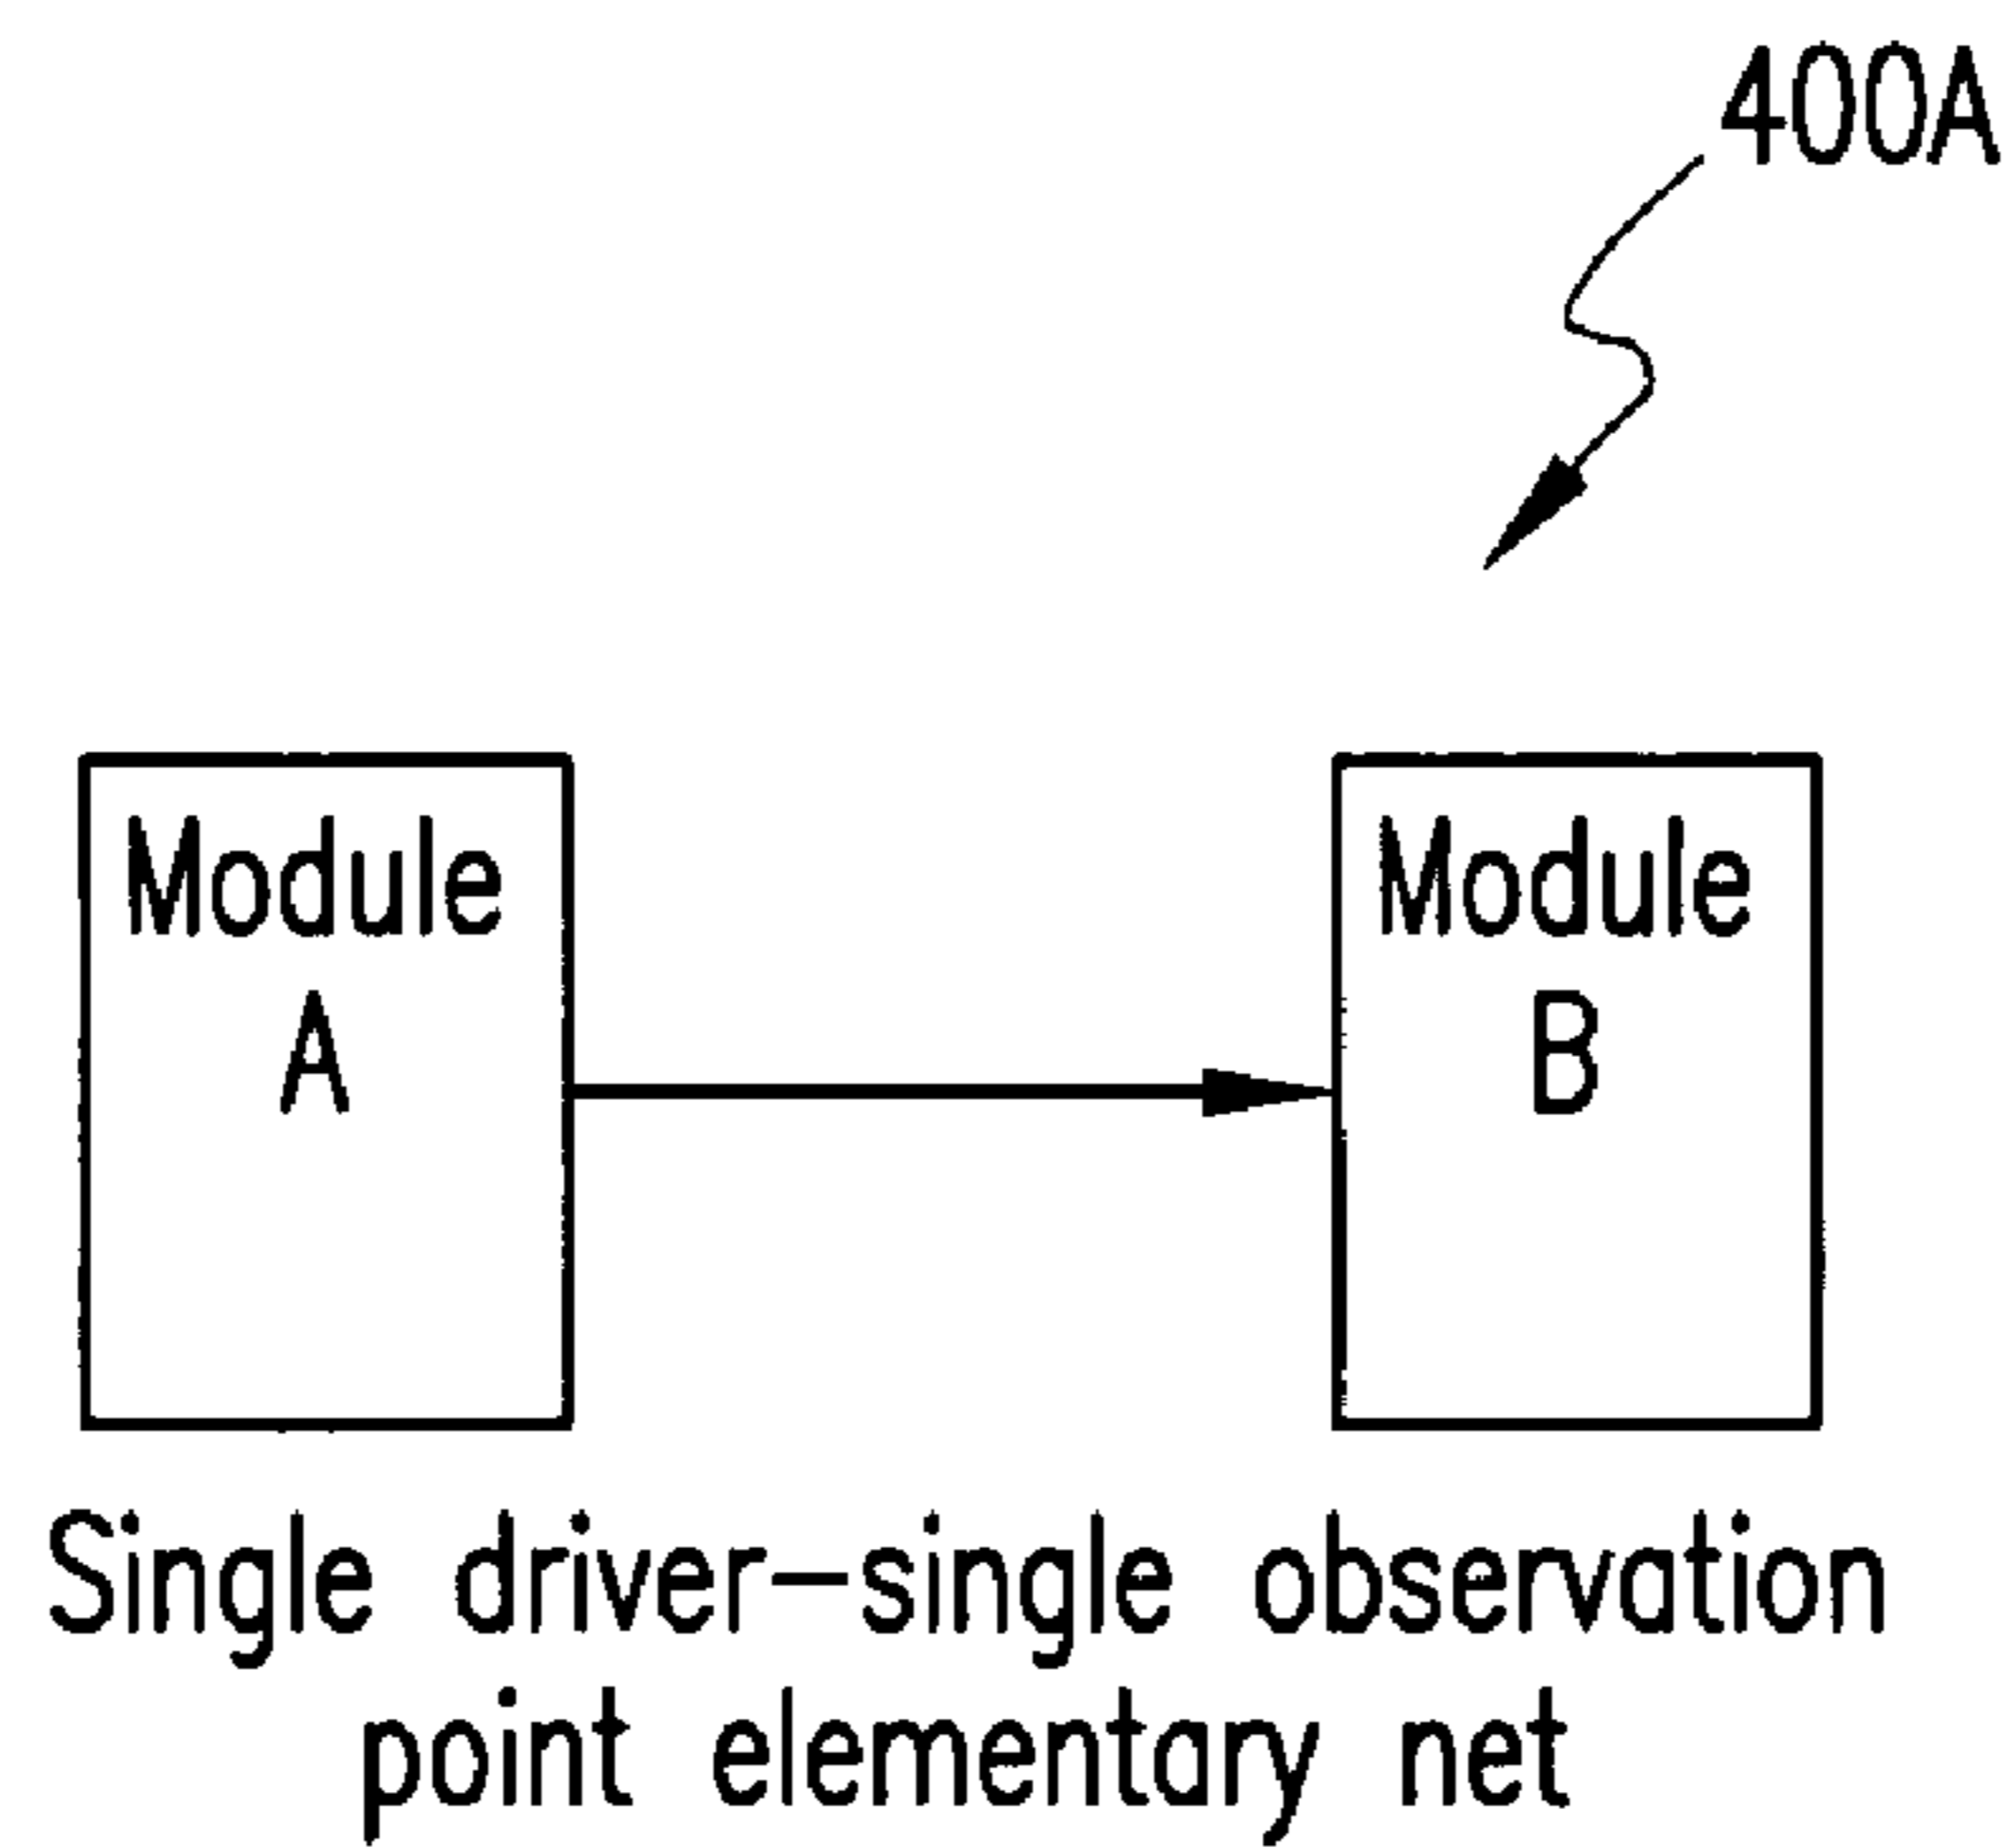 400A
Module
A
Module
B
Single driver-single observation
point elementary net